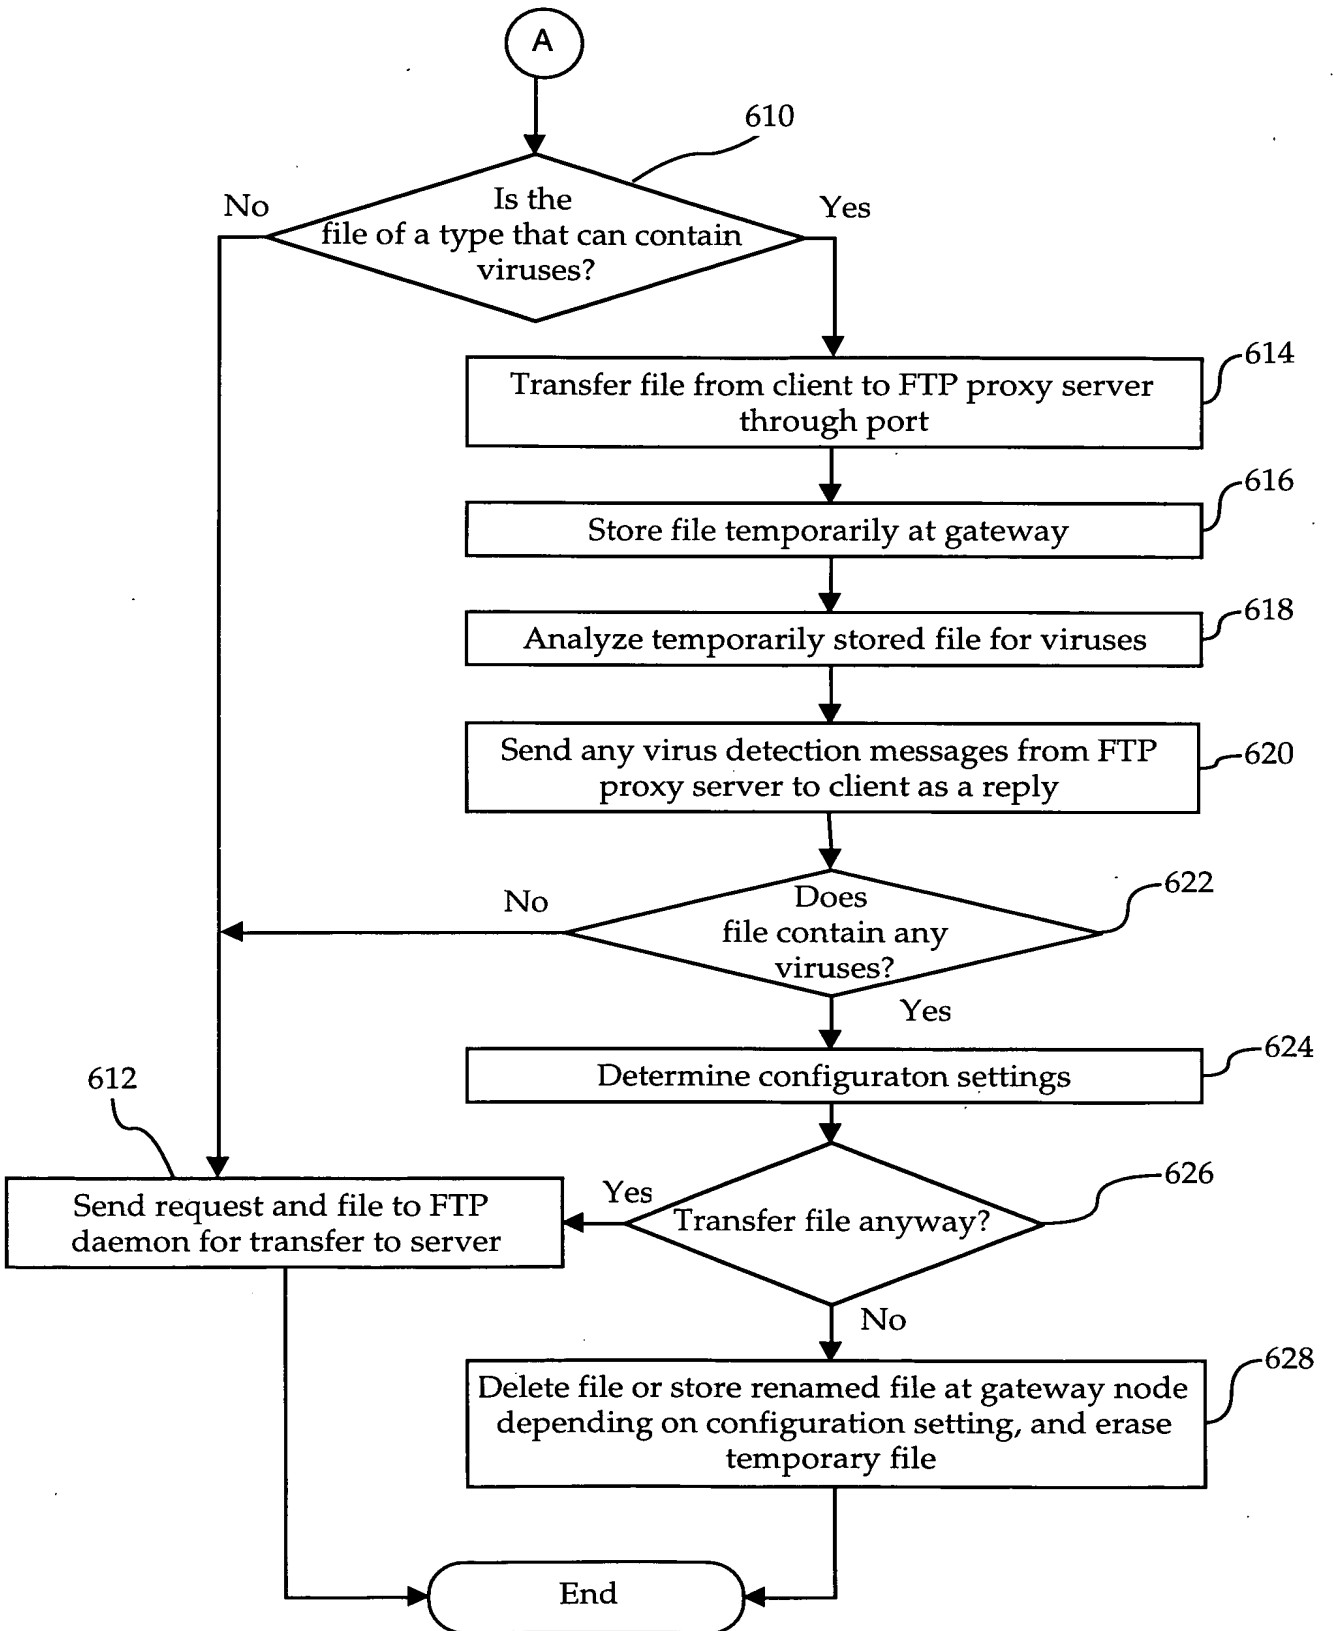 A
610
Is the
file of a type that can contain
viruses?
No
Yes
Transfer file from client to FTP proxy server
through port
614
Store file temporarily at gateway
616
Analyze temporarily stored file for viruses
618
Send any virus detection messages from FTP
proxy server to client as a reply
620
Does
file contain any
viruses?
622
No
Yes
Determine configuraton settings
624
612
Send request and file to FTP
daemon for transfer to server
Yes
Transfer file anyway?
626
No
Delete file or store renamed file at gateway node
depending on configuration setting, and erase
temporary file
628
End